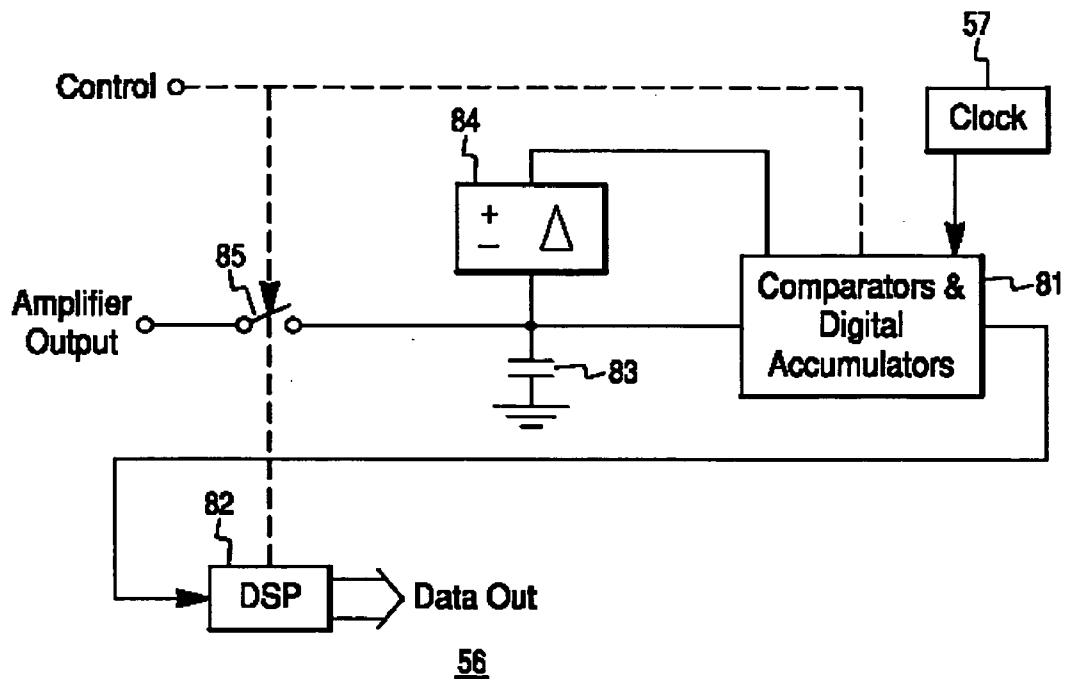 57
Control
Clock
84
+
− Δ
85
Amplifier
Output
Comparators &
Digital
Accumulators
81
83
82
DSP
Data Out
56